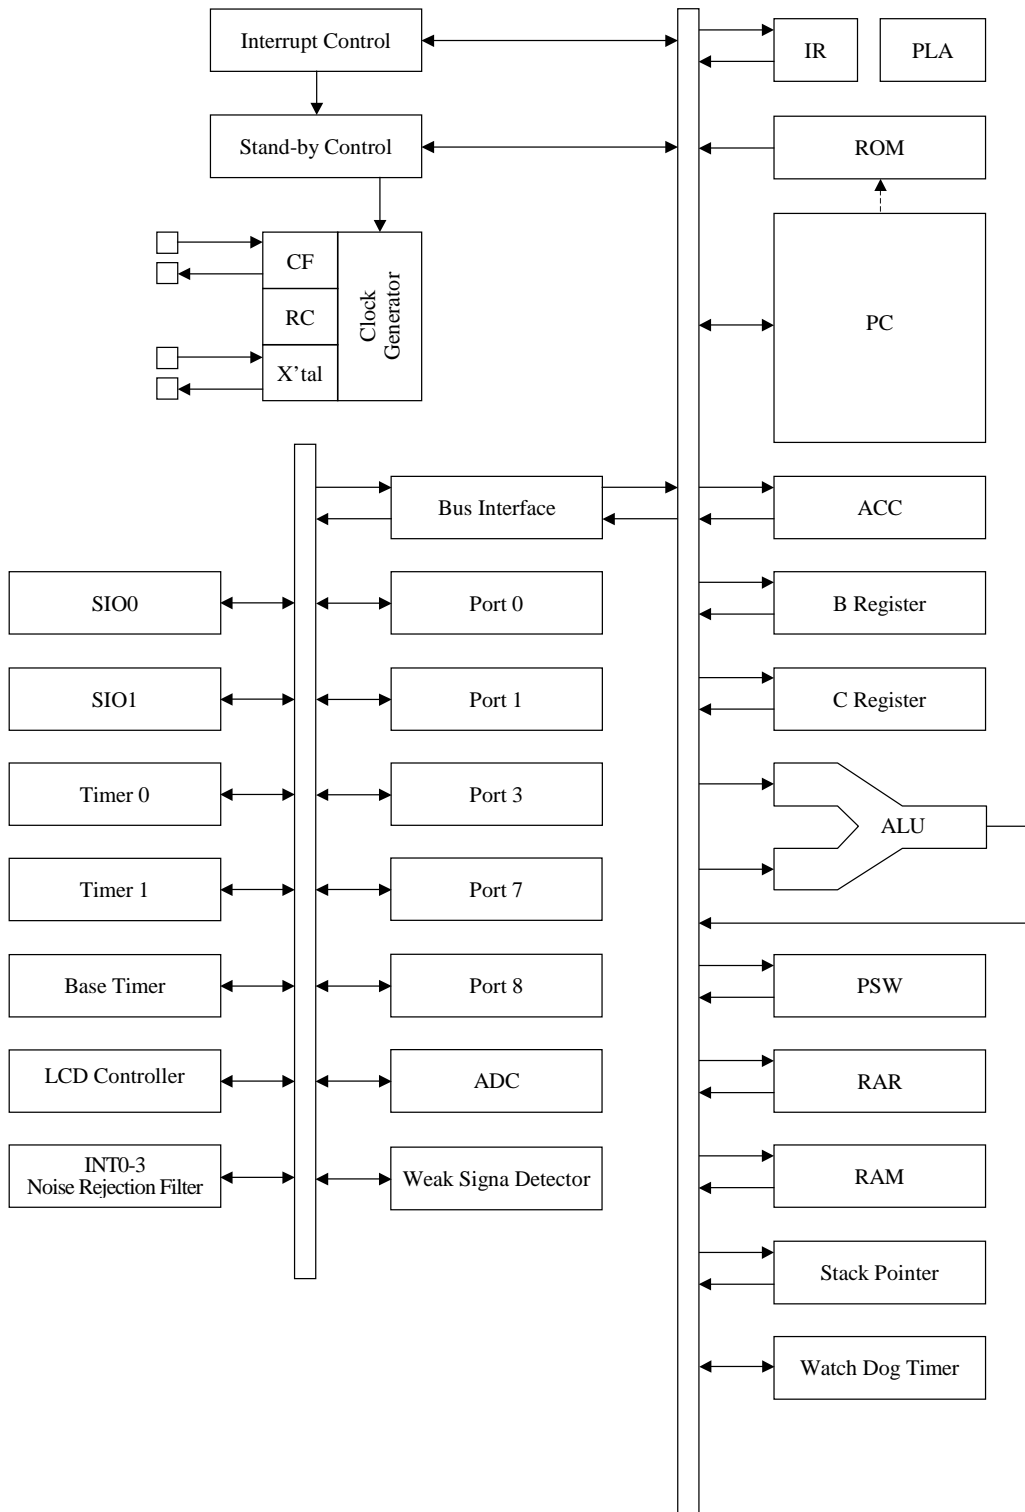 Interrupt Control
IR
PLA
Stand-by Control
ROM
CF
RC
X’tal
Clock
Generator
PC
Bus Interface
ACC
SIO0
Port 0
B Register
SIO1
Port 1
C Register
Timer 0
Port 3
ALU
Timer 1
Port 7
Base Timer
Port 8
PSW
LCD Controller
ADC
RAR
INT0-3
Noise Rejection Filter
Weak Signa Detector
RAM
Stack Pointer
Watch Dog Timer